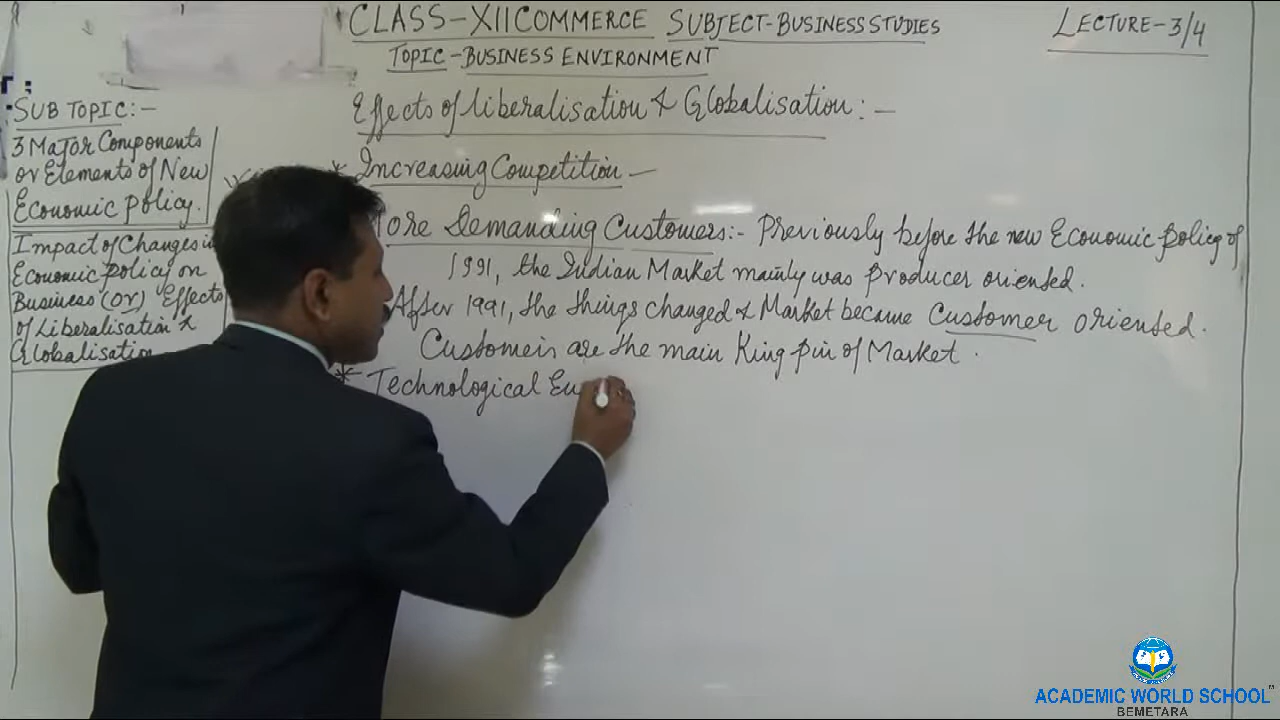 CLASS-XII COMMERCE SUBJECT-BUSINESS STUDIES
LECTURE-3/4
TOPIC-BUSINESS ENVIRONMENT
SUB TOPIC:-
3 Major Components
or Elements of New
Economic policy.
Impact of Changes in
Economic policy on
Business (or) Effects
of Liberalisation &
Globalisation
Effects of liberalisation & Globalisation:-
* Increasing Competition -
More Demanding Customers:- Previously before the new Economic policy of
1991, the Indian Market mainly was producer oriented.
After 1991, the things changed & Market became Customer oriented.
Customers are the main King pin of Market.
* Technological
ACADEMIC WORLD SCHOOL™
BEMETARA